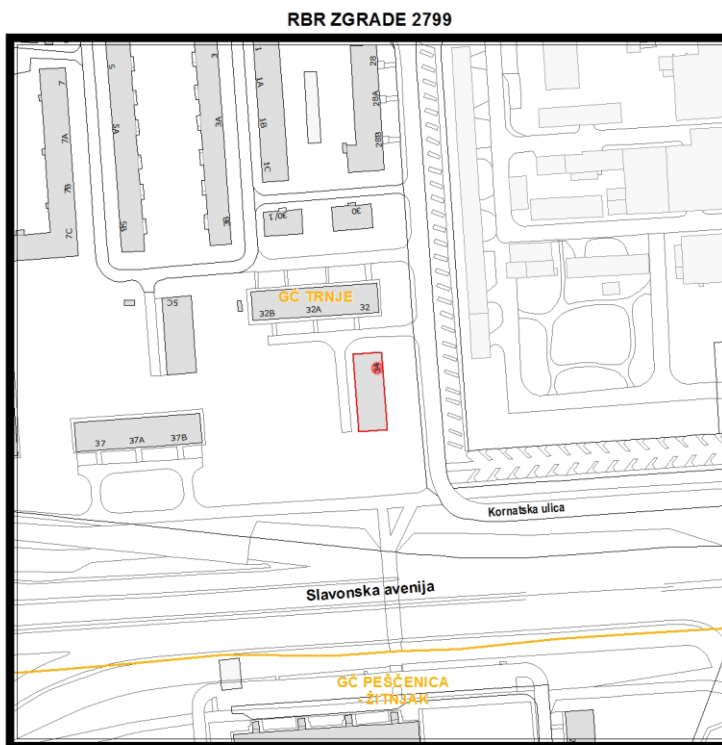 RBR ZGRADE 2799
7
5
3
1
28
7A
5A
3A
1A
28A
7B
1B
28B
7C
5B
1C
30/1
30
GČ TRNJE
5C
32B
32A
32
34
37
37A
37B
Kornatska ulica
Slavonska avenija
GČ PEŠČENICA
- ŽITNJAK